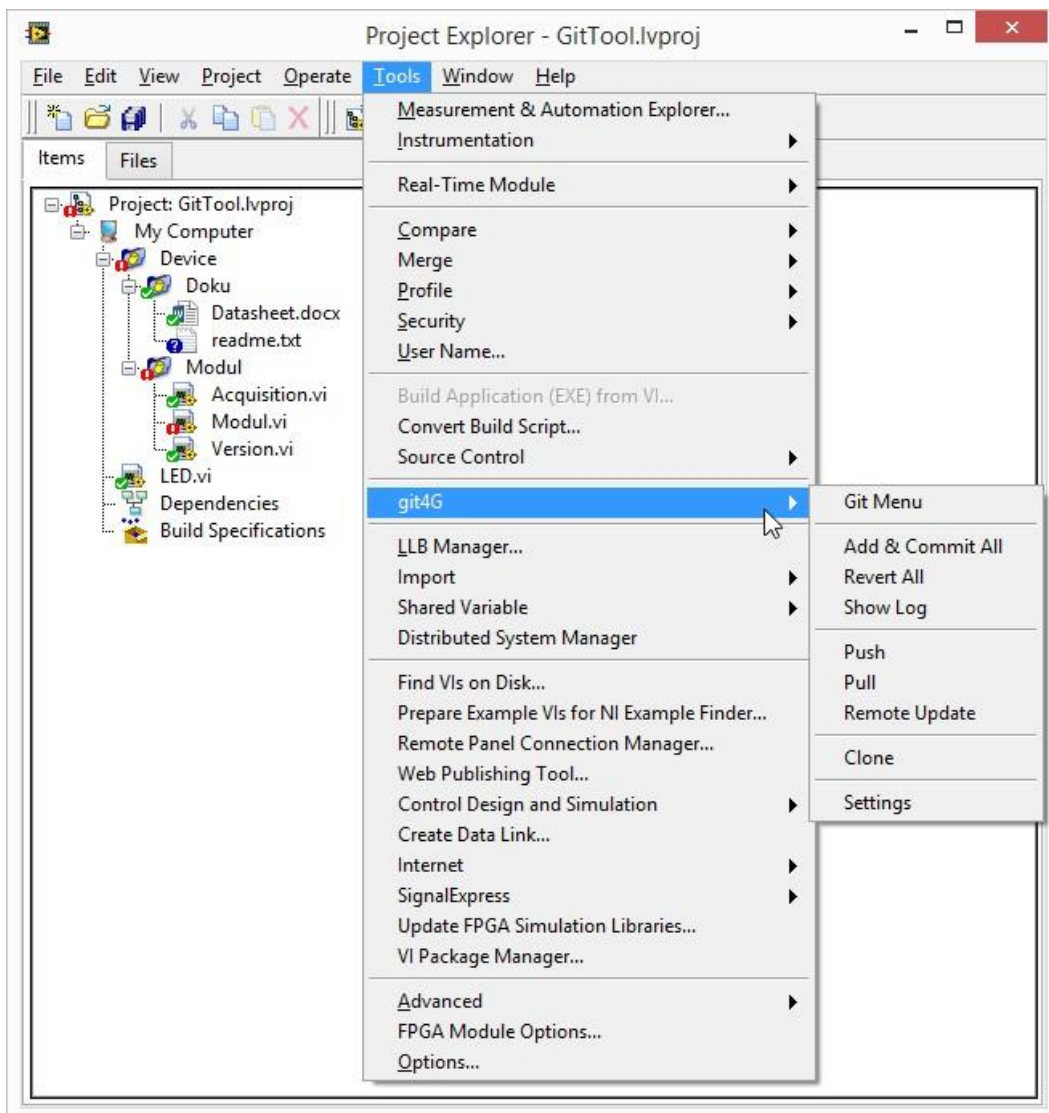 Project Explorer - GitTool.lvproj
File Edit View Project Operate Tools Window Help
Items Files
Project: GitTool.lvproj
My Computer
Device
Doku
Datasheet.docx
readme.txt
Modul
Acquisition.vi
Modul.vi
Version.vi
LED.vi
Dependencies
Build Specifications
Measurement & Automation Explorer...
Instrumentation
Real-Time Module
Compare
Merge
Profile
Security
User Name...
Build Application (EXE) from VI...
Convert Build Script...
Source Control
git4G
LLB Manager...
Import
Shared Variable
Distributed System Manager
Find VIs on Disk...
Prepare Example VIs for NI Example Finder...
Remote Panel Connection Manager...
Web Publishing Tool...
Control Design and Simulation
Create Data Link...
Internet
SignalExpress
Update FPGA Simulation Libraries...
VI Package Manager...
Advanced
FPGA Module Options...
Options...
Git Menu
Add & Commit All
Revert All
Show Log
Push
Pull
Remote Update
Clone
Settings